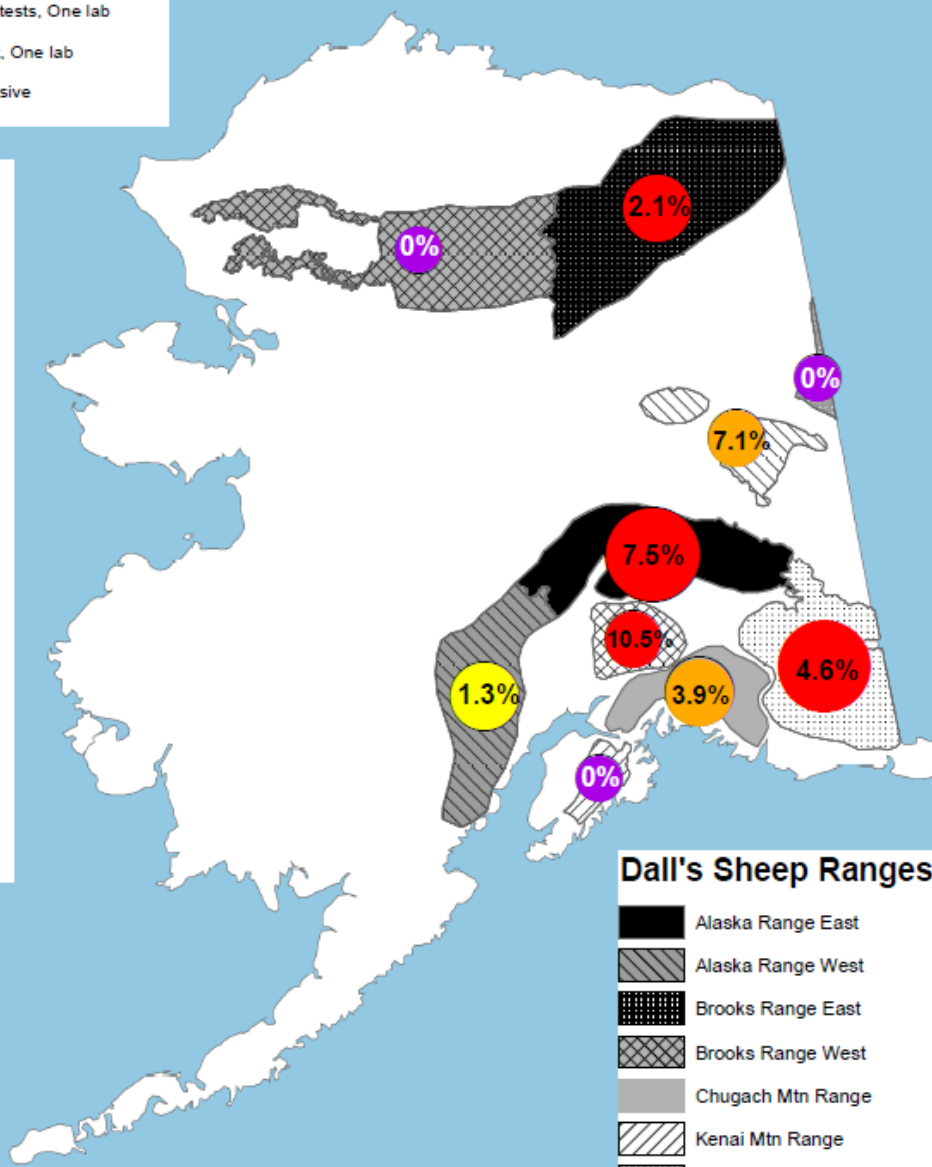 tests, One lab
, One lab
sive
2.1%
0%
0%
7.1%
7.5%
10.5%
4.6%
1.3%
3.9%
0%
Dall's Sheep Ranges
Alaska Range East
Alaska Range West
Brooks Range East
Brooks Range West
Chugach Mtn Range
Kenai Mtn Range